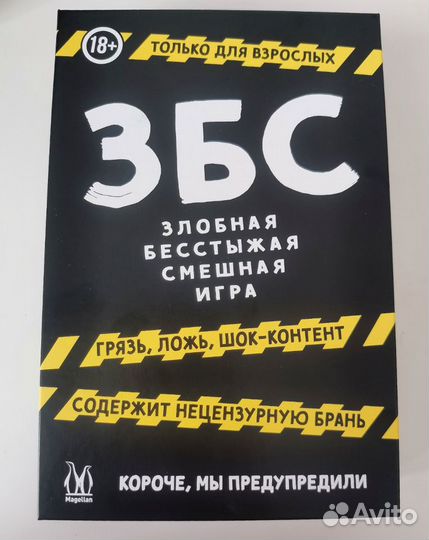 18+
ТОЛЬКО ДЛЯ ВЗРОСЛЫХ
ЗБС
ЗЛОБНАЯ
БЕССТЫЖАЯ
СМЕШНАЯ
ИГРА
ГРЯЗЬ, ЛОЖЬ, ШОК-КОНТЕНТ
СОДЕРЖИТ НЕЦЕНЗУРНУЮ БРАНЬ
Magellan
КОРОЧЕ, МЫ ПРЕДУПРЕДИЛИ
Avito